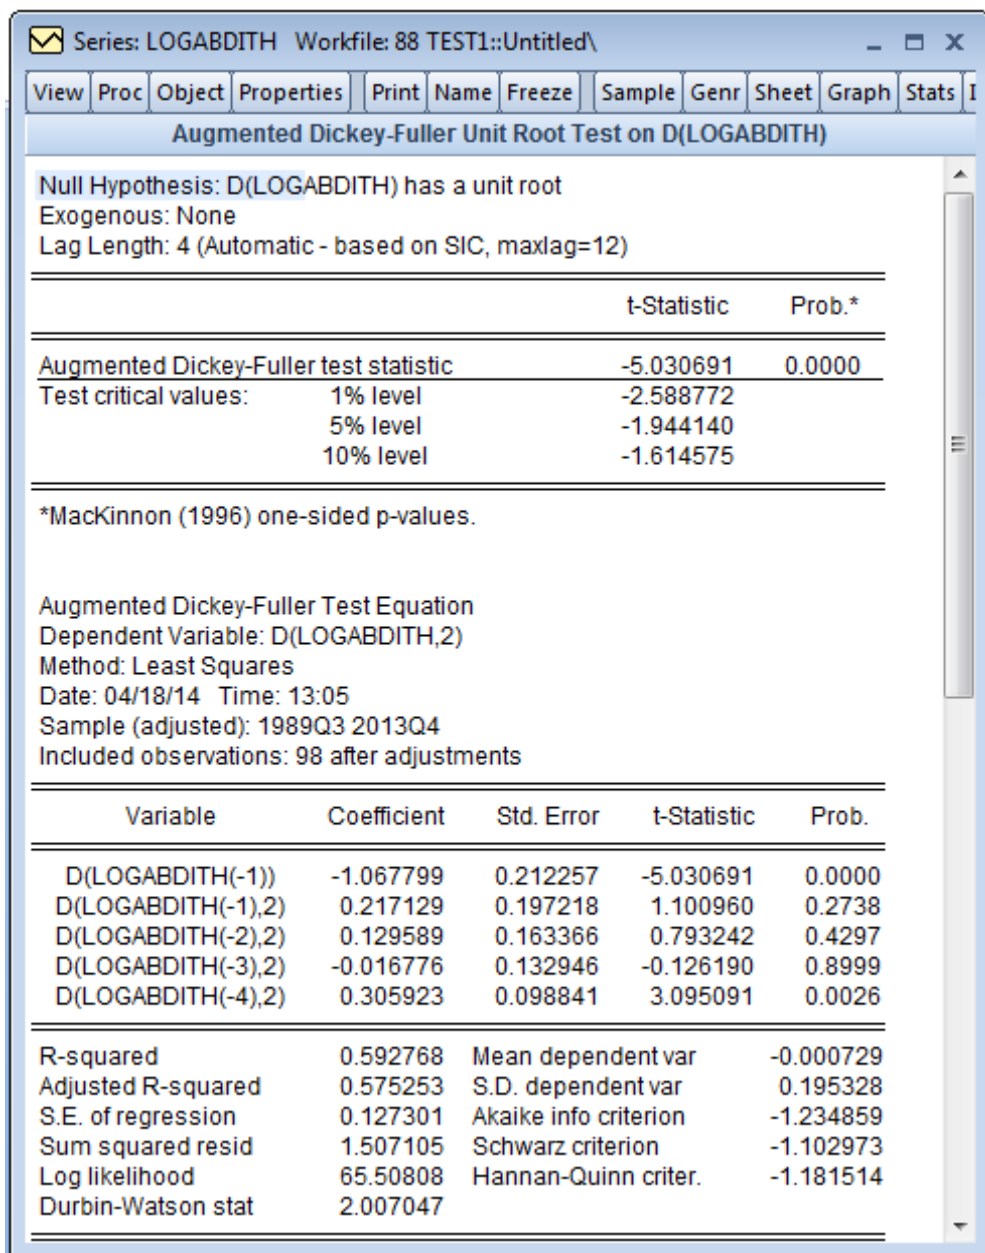 Series: LOGABDITH Workfile: 88 TEST1::Untitled\
View Proc Object Properties Print Name Freeze Sample Genr Sheet Graph Stats I
Augmented Dickey-Fuller Unit Root Test on D(LOGABDITH)
Null Hypothesis: D(LOGABDITH) has a unit root
Exogenous: None
Lag Length: 4 (Automatic - based on SIC, maxlag=12)
t-Statistic Prob.*
Augmented Dickey-Fuller test statistic -5.030691 0.0000
Test critical values: 1% level -2.588772
5% level -1.944140
10% level -1.614575
*MacKinnon (1996) one-sided p-values.
Augmented Dickey-Fuller Test Equation
Dependent Variable: D(LOGABDITH,2)
Method: Least Squares
Date: 04/18/14 Time: 13:05
Sample (adjusted): 1989Q3 2013Q4
Included observations: 98 after adjustments
Variable Coefficient Std. Error t-Statistic Prob.
D(LOGABDITH(-1)) -1.067799 0.212257 -5.030691 0.0000
D(LOGABDITH(-1),2) 0.217129 0.197218 1.100960 0.2738
D(LOGABDITH(-2),2) 0.129589 0.163366 0.793242 0.4297
D(LOGABDITH(-3),2) -0.016776 0.132946 -0.126190 0.8999
D(LOGABDITH(-4),2) 0.305923 0.098841 3.095091 0.0026
R-squared 0.592768 Mean dependent var -0.000729
Adjusted R-squared 0.575253 S.D. dependent var 0.195328
S.E. of regression 0.127301 Akaike info criterion -1.234859
Sum squared resid 1.507105 Schwarz criterion -1.102973
Log likelihood 65.50808 Hannan-Quinn criter. -1.181514
Durbin-Watson stat 2.007047